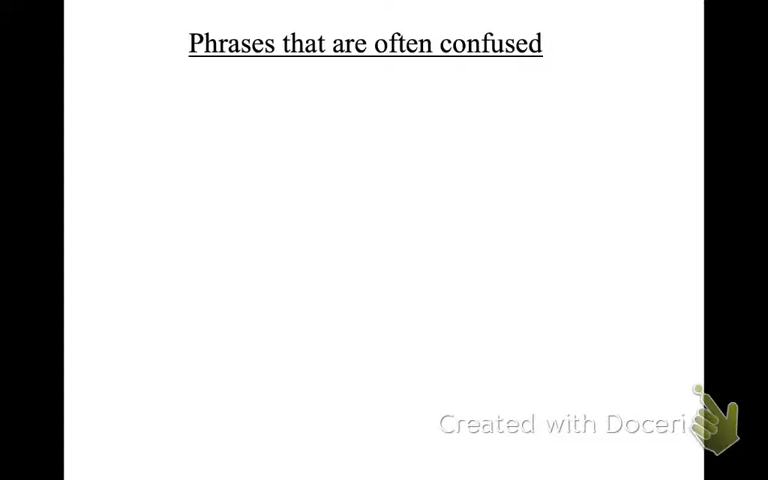 Phrases that are often confused
Created with Doceri